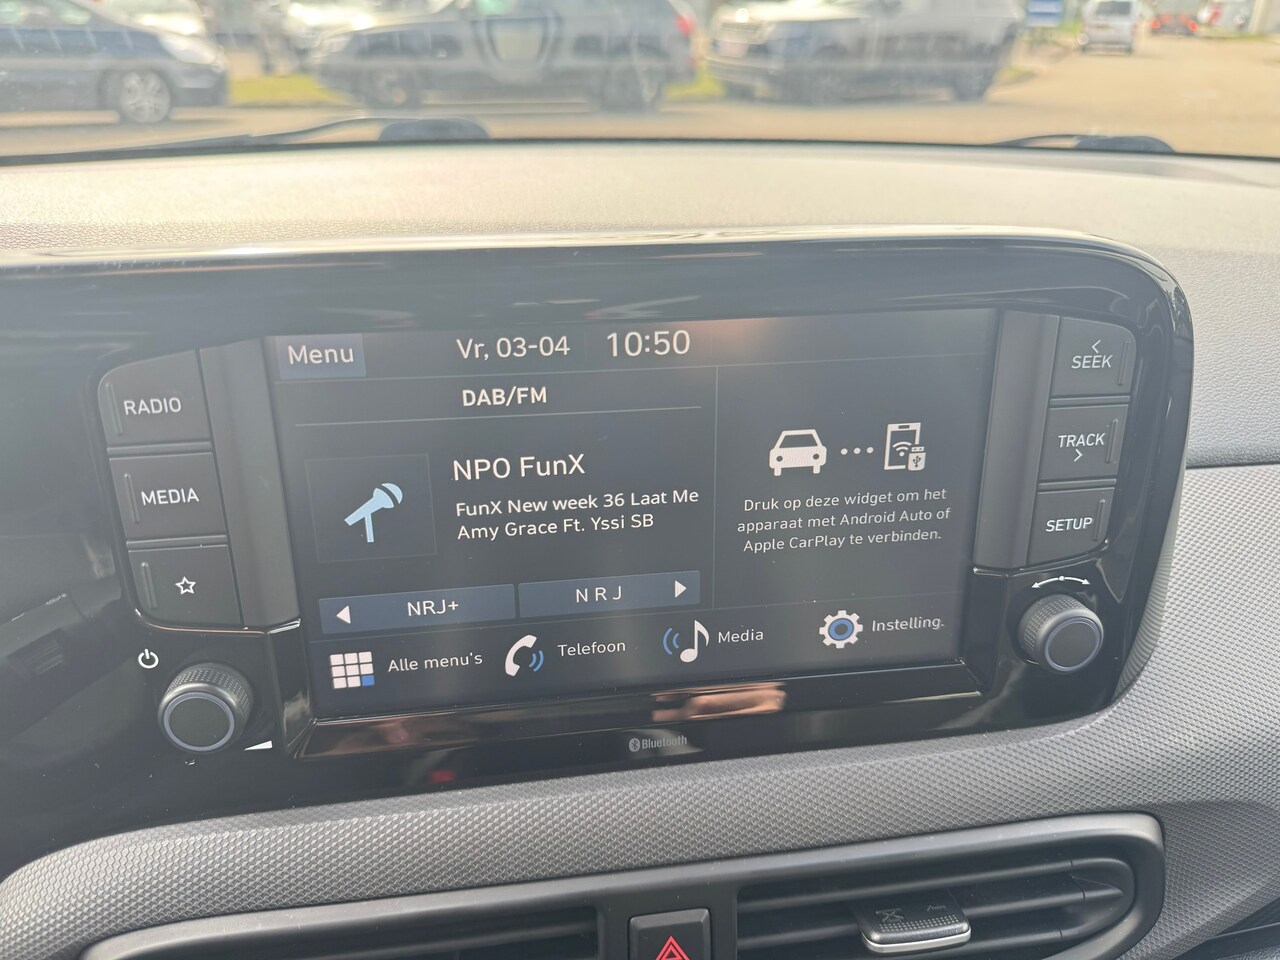 Menu
Vr, 03-04 10:50
DAB/FM
RADIO
MEDIA
NPO FunX
FunX New week 36 Laat Me
Amy Grace Ft. Yssi SB
NRJ+
N R J
Druk op deze widget om het
apparaat met Android Auto of
Apple CarPlay te verbinden.
Alle menu's
Telefoon
Media
Instelling.
SEEK
TRACK
SETUP
Bluetooth